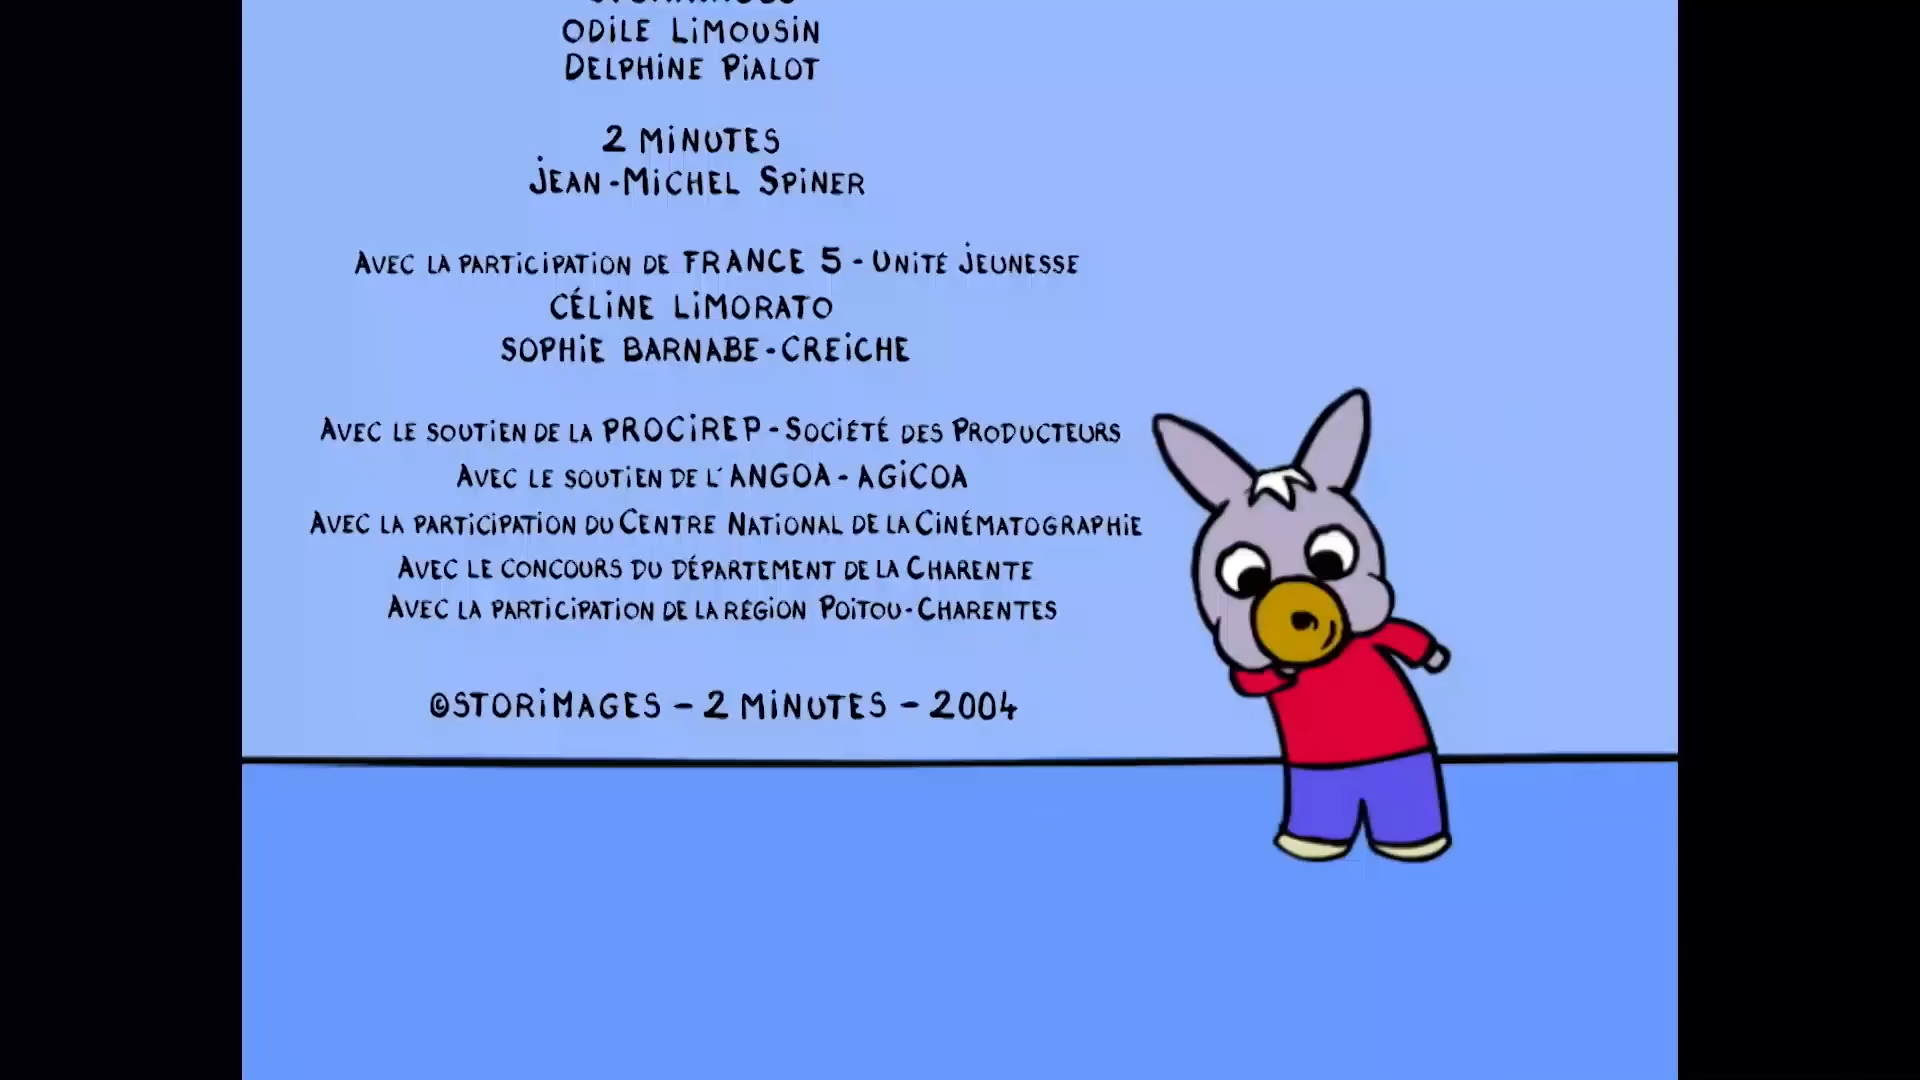 ODILE LIMOUSIN
DELPHINE PIALOT
2 MINUTES
JEAN-MICHEL SPINER
AVEC LA PARTICIPATION DE FRANCE 5 - UNITÉ JEUNESSE
CÉLINE LIMORATO
SOPHIE BARNABE-CREICHE
AVEC LE SOUTIEN DE LA PROCIREP - SOCIÉTÉ DES PRODUCTEURS
AVEC LE SOUTIEN DE L'ANGOA - AGICOA
AVEC LA PARTICIPATION DU CENTRE NATIONAL DE LA CINÉMATOGRAPHIE
AVEC LE CONCOURS DU DÉPARTEMENT DE LA CHARENTE
AVEC LA PARTICIPATION DE LA RÉGION POITOU-CHARENTES
©STORIMAGES - 2 MINUTES - 2004